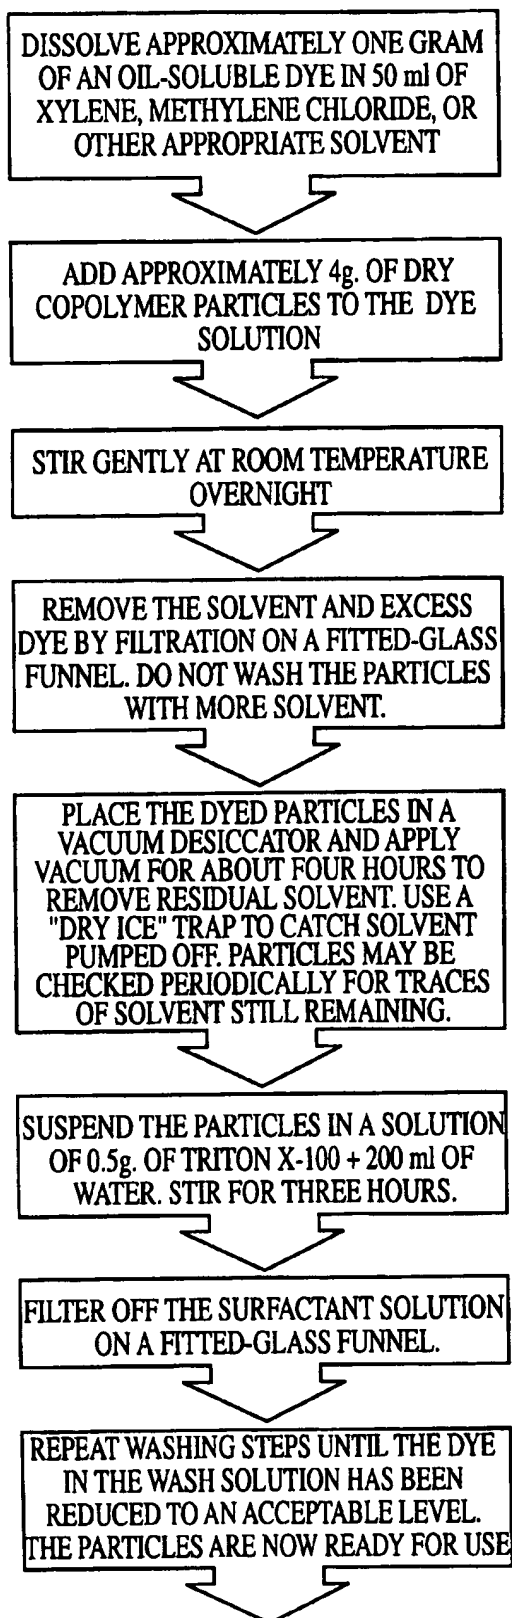 DISSOLVE APPROXIMATELY ONE GRAM
OF AN OIL-SOLUBLE DYE IN 50 ml OF
XYLENE, METHYLENE CHLORIDE, OR
OTHER APPROPRIATE SOLVENT
ADD APPROXIMATELY 4g. OF DRY
COPOLYMER PARTICLES TO THE DYE
SOLUTION
STIR GENTLY AT ROOM TEMPERATURE
OVERNIGHT
REMOVE THE SOLVENT AND EXCESS
DYE BY FILTRATION ON A FITTED-GLASS
FUNNEL. DO NOT WASH THE PARTICLES
WITH MORE SOLVENT.
PLACE THE DYED PARTICLES IN A
VACUUM DESICCATOR AND APPLY
VACUUM FOR ABOUT FOUR HOURS TO
REMOVE RESIDUAL SOLVENT. USE A
"DRY ICE" TRAP TO CATCH SOLVENT
PUMPED OFF. PARTICLES MAY BE
CHECKED PERIODICALLY FOR TRACES
OF SOLVENT STILL REMAINING.
SUSPEND THE PARTICLES IN A SOLUTION
OF 0.5g. OF TRITON X-100 + 200 ml OF
WATER. STIR FOR THREE HOURS.
FILTER OFF THE SURFACTANT SOLUTION
ON A FITTED-GLASS FUNNEL.
REPEAT WASHING STEPS UNTIL THE DYE
IN THE WASH SOLUTION HAS BEEN
REDUCED TO AN ACCEPTABLE LEVEL.
THE PARTICLES ARE NOW READY FOR USE